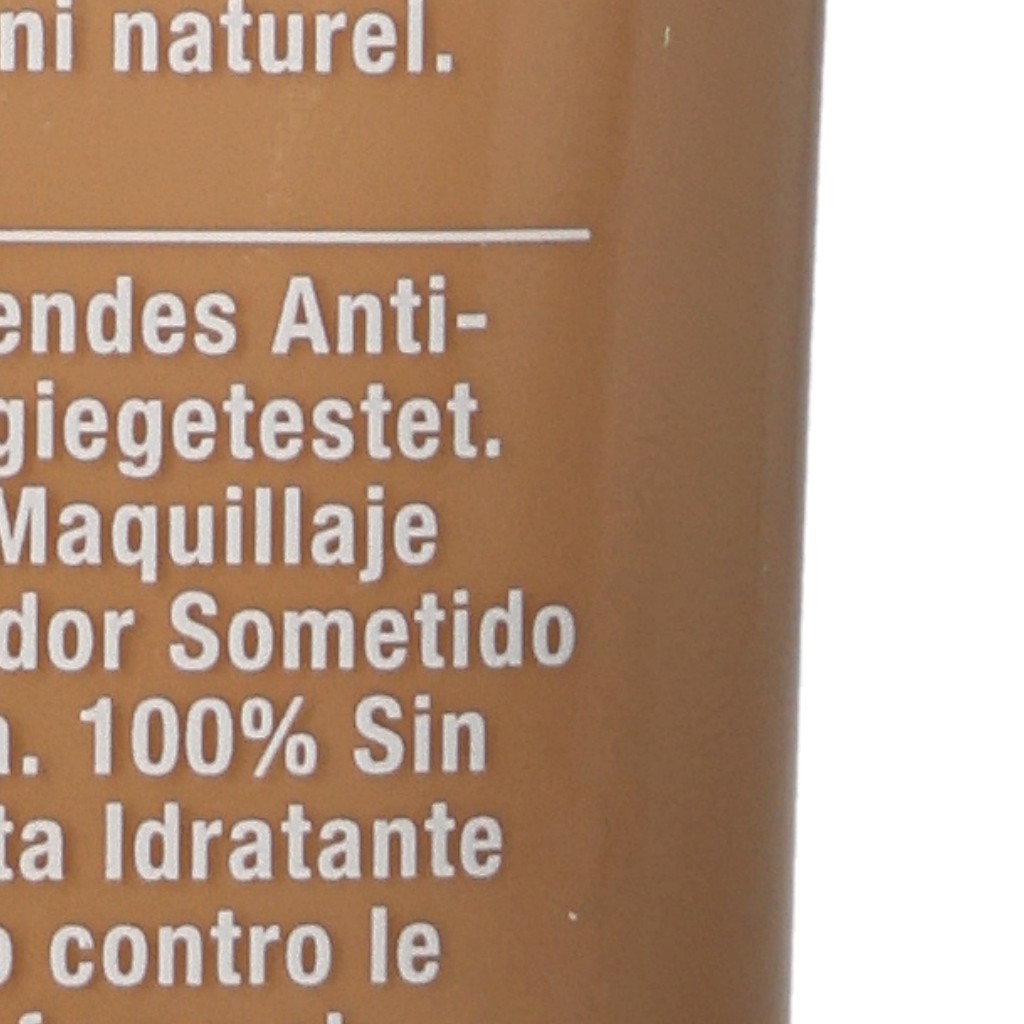 ni naturel.
endes Anti-
giegetestet.
Maquillaje
dor Sometido
a. 100% Sin
ta Idratante
o contro le